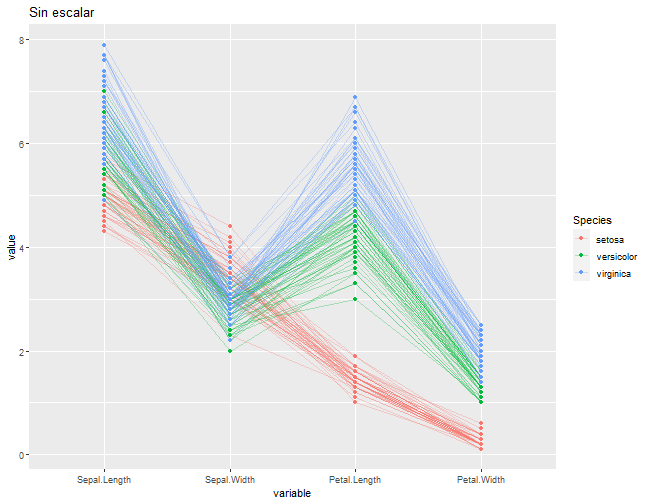 Sin escalar
8
6
4
2
0
value
Sepal.Length
Sepal.Width
Petal.Length
Petal.Width
variable
Species
setosa
versicolor
virginica